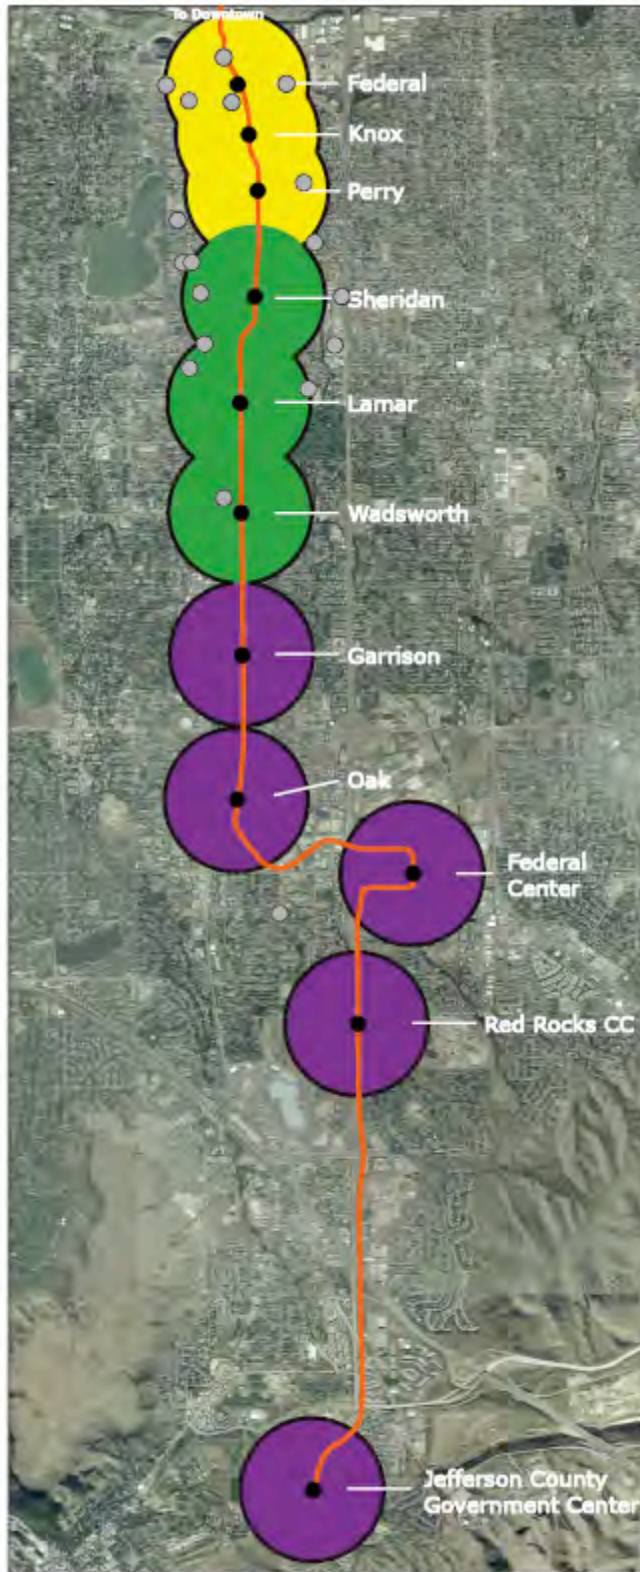 To Downtown
Federal
Knox
Perry
Sheridan
Lamar
Wadsworth
Garrison
Oak
Federal
Center
Red Rocks CC
Jefferson County
Government Center